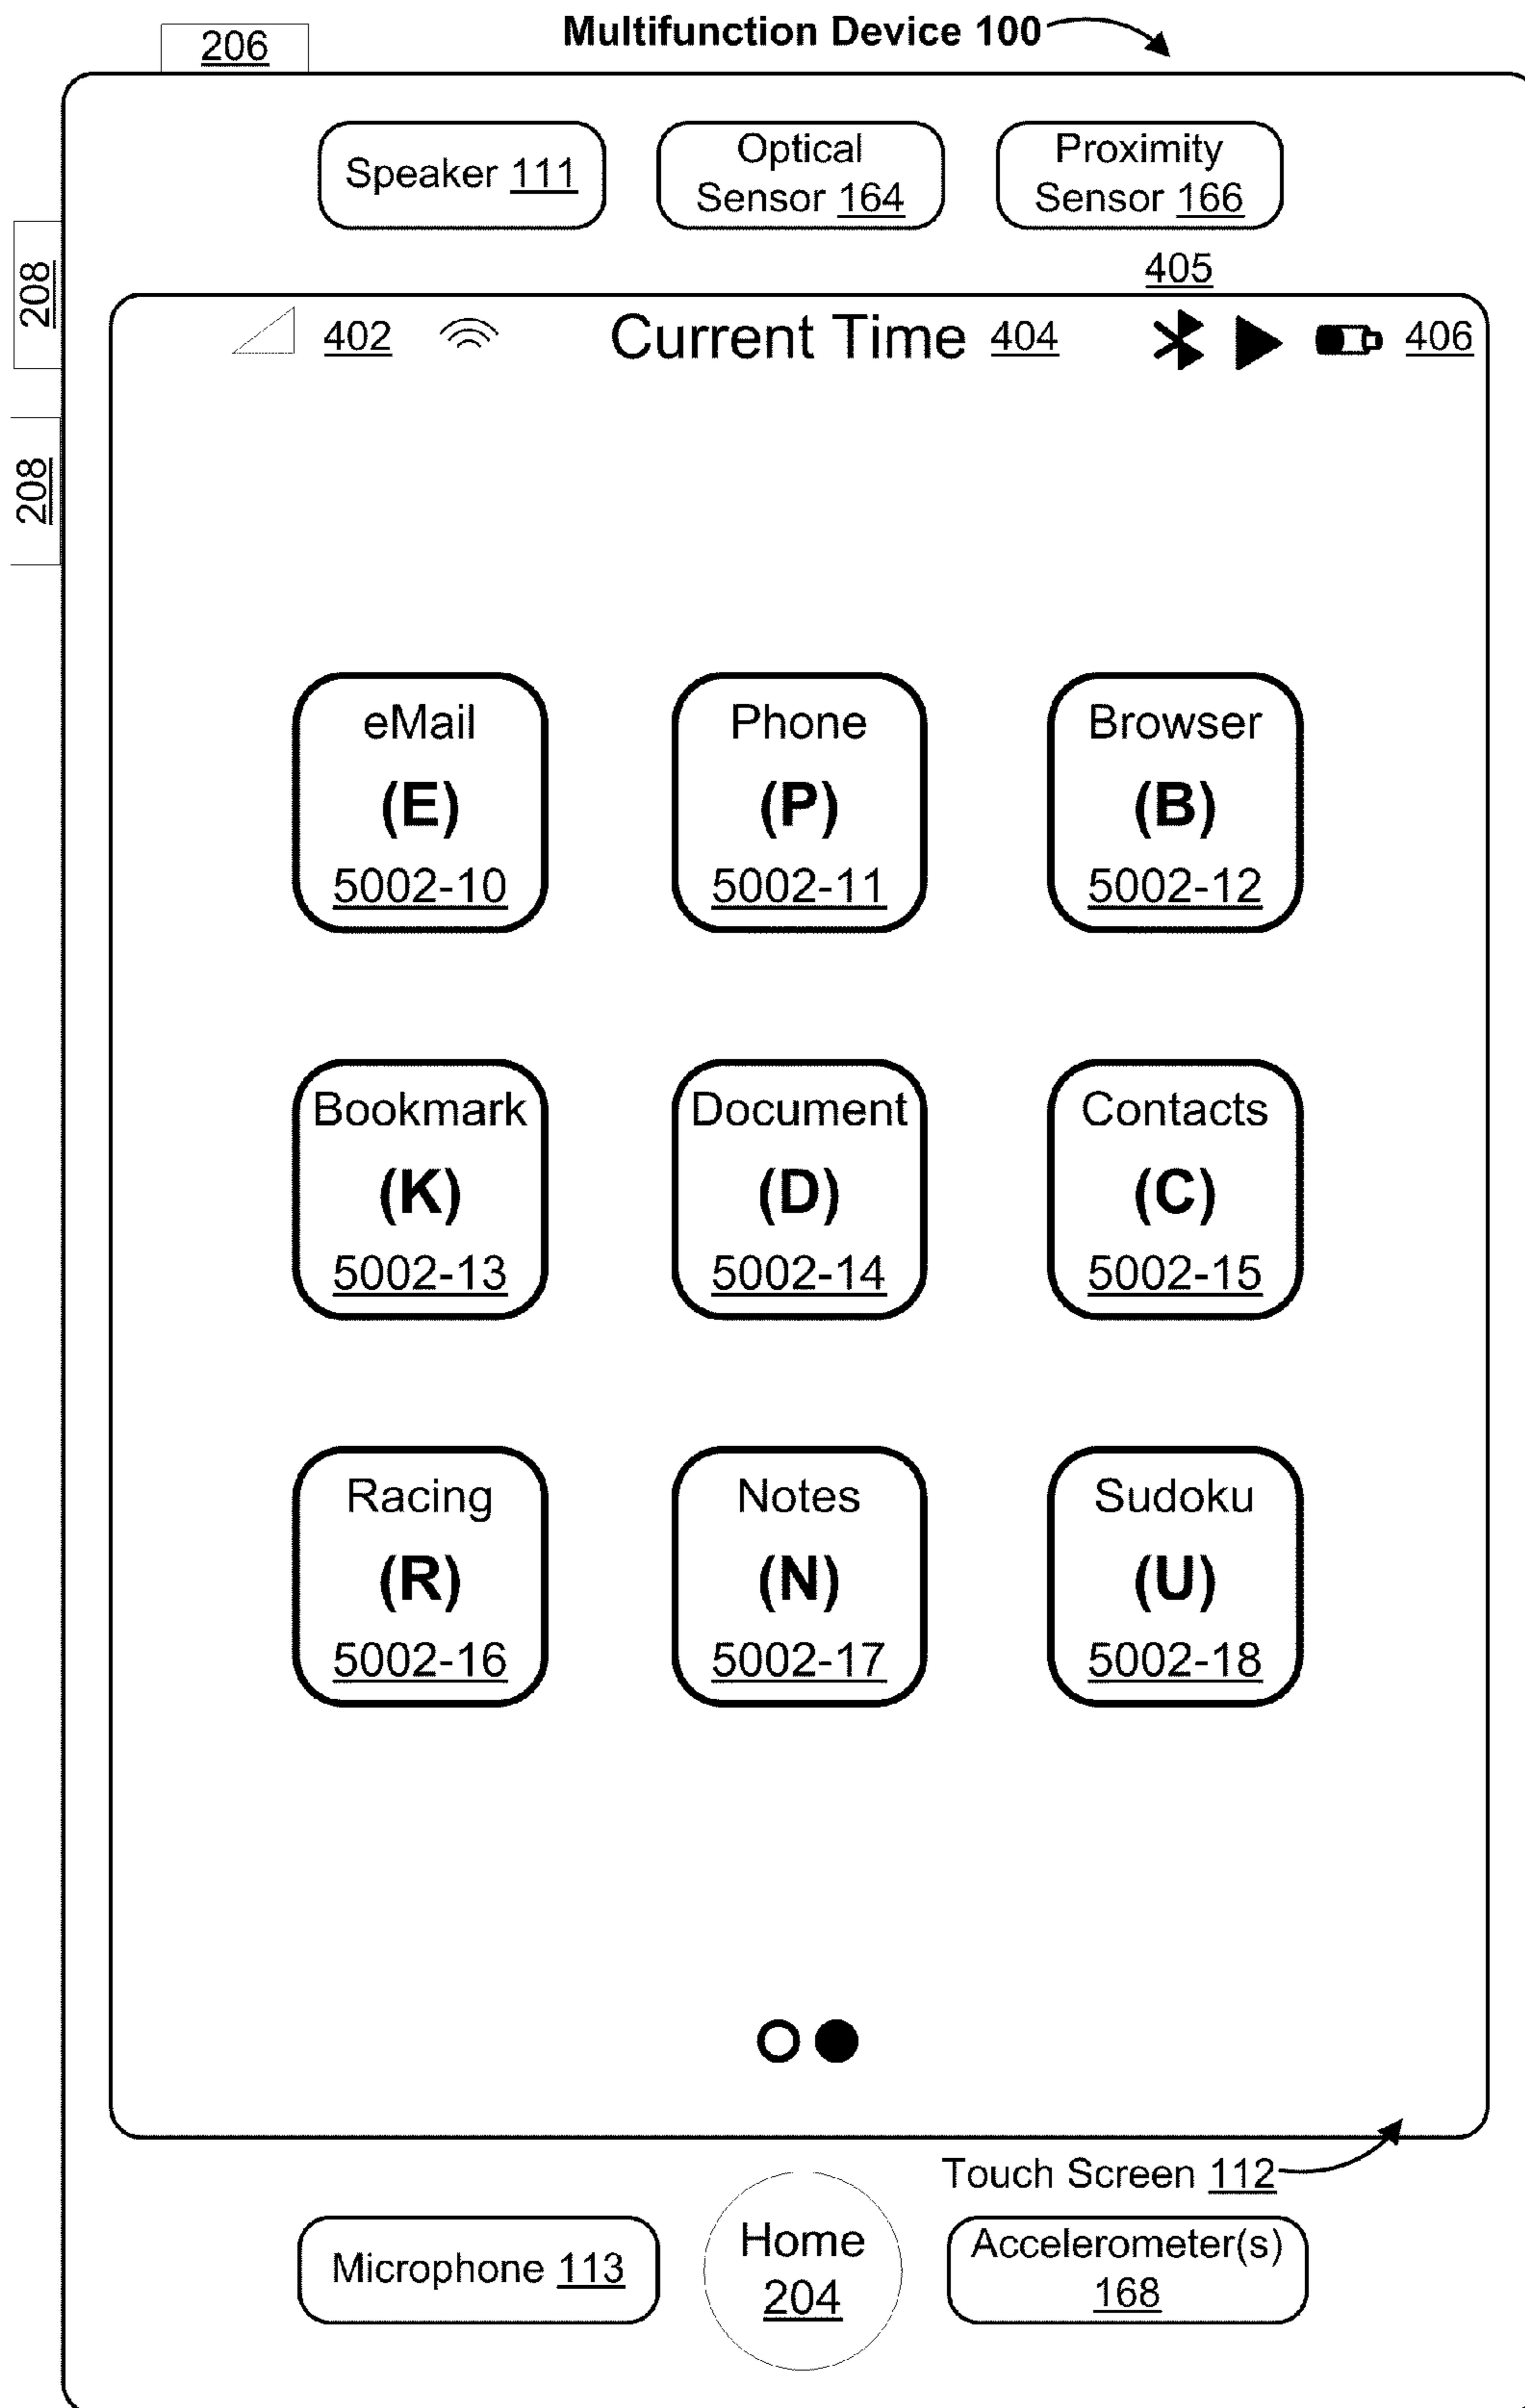 Multifunction Device 100
206
Speaker 111
Optical
Sensor 164
Proximity
Sensor 166
208
208
405
402
Current Time 404
406
eMail
(E)
5002-10
Phone
(P)
5002-11
Browser
(B)
5002-12
Bookmark
(K)
5002-13
Document
(D)
5002-14
Contacts
(C)
5002-15
Racing
(R)
5002-16
Notes
(N)
5002-17
Sudoku
(U)
5002-18
Touch Screen 112
Microphone 113
Home
204
Accelerometer(s)
168